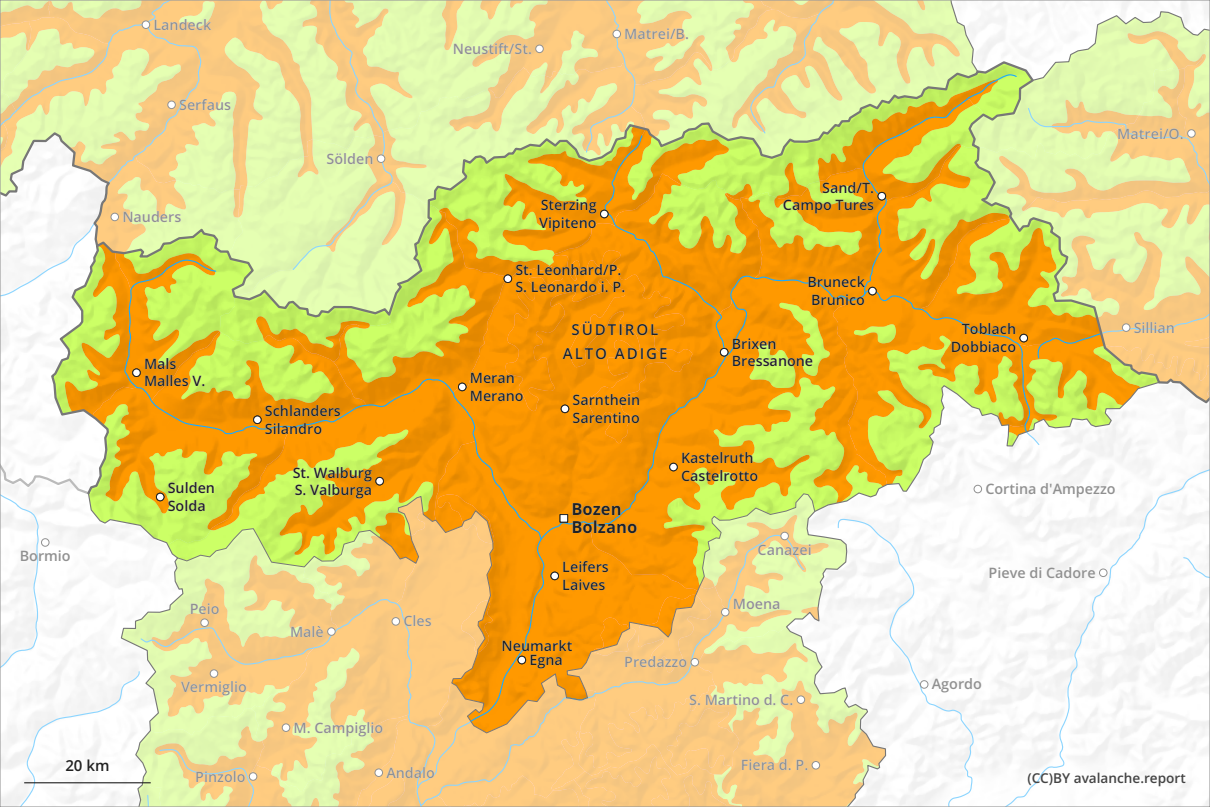 Landeck
Matrei/B.
Neustift/St.
Serfaus
Matrei/O.
Sölden
Sand/T.
Campo Tures
Nauders
Sterzing
Vipiteno
St. Leonhard/P.
S. Leonardo i. P.
Bruneck
Brunico
SÜDTIROL
ALTO ADIGE
Toblach
Dobbiaco
Sillian
Brixen
Bressanone
Mals
Malles V.
Meran
Merano
Sarnthein
Sarentino
Schlanders
Silandro
Kastelruth
Castelrotto
St. Walburg
S. Valburga
Sulden
Solda
Cortina d'Ampezzo
Bozen
Bolzano
Bormio
Canazei
Leifers
Laives
Pieve di Cadore
Peio
Moena
Malè
Cles
Neumarkt
Egna
Predazzo
Vermiglio
Agordo
S. Martino d. C.
M. Campiglio
20 km
Pinzolo
Andalo
Fiera d. P.
(CC)BY avalanche.report